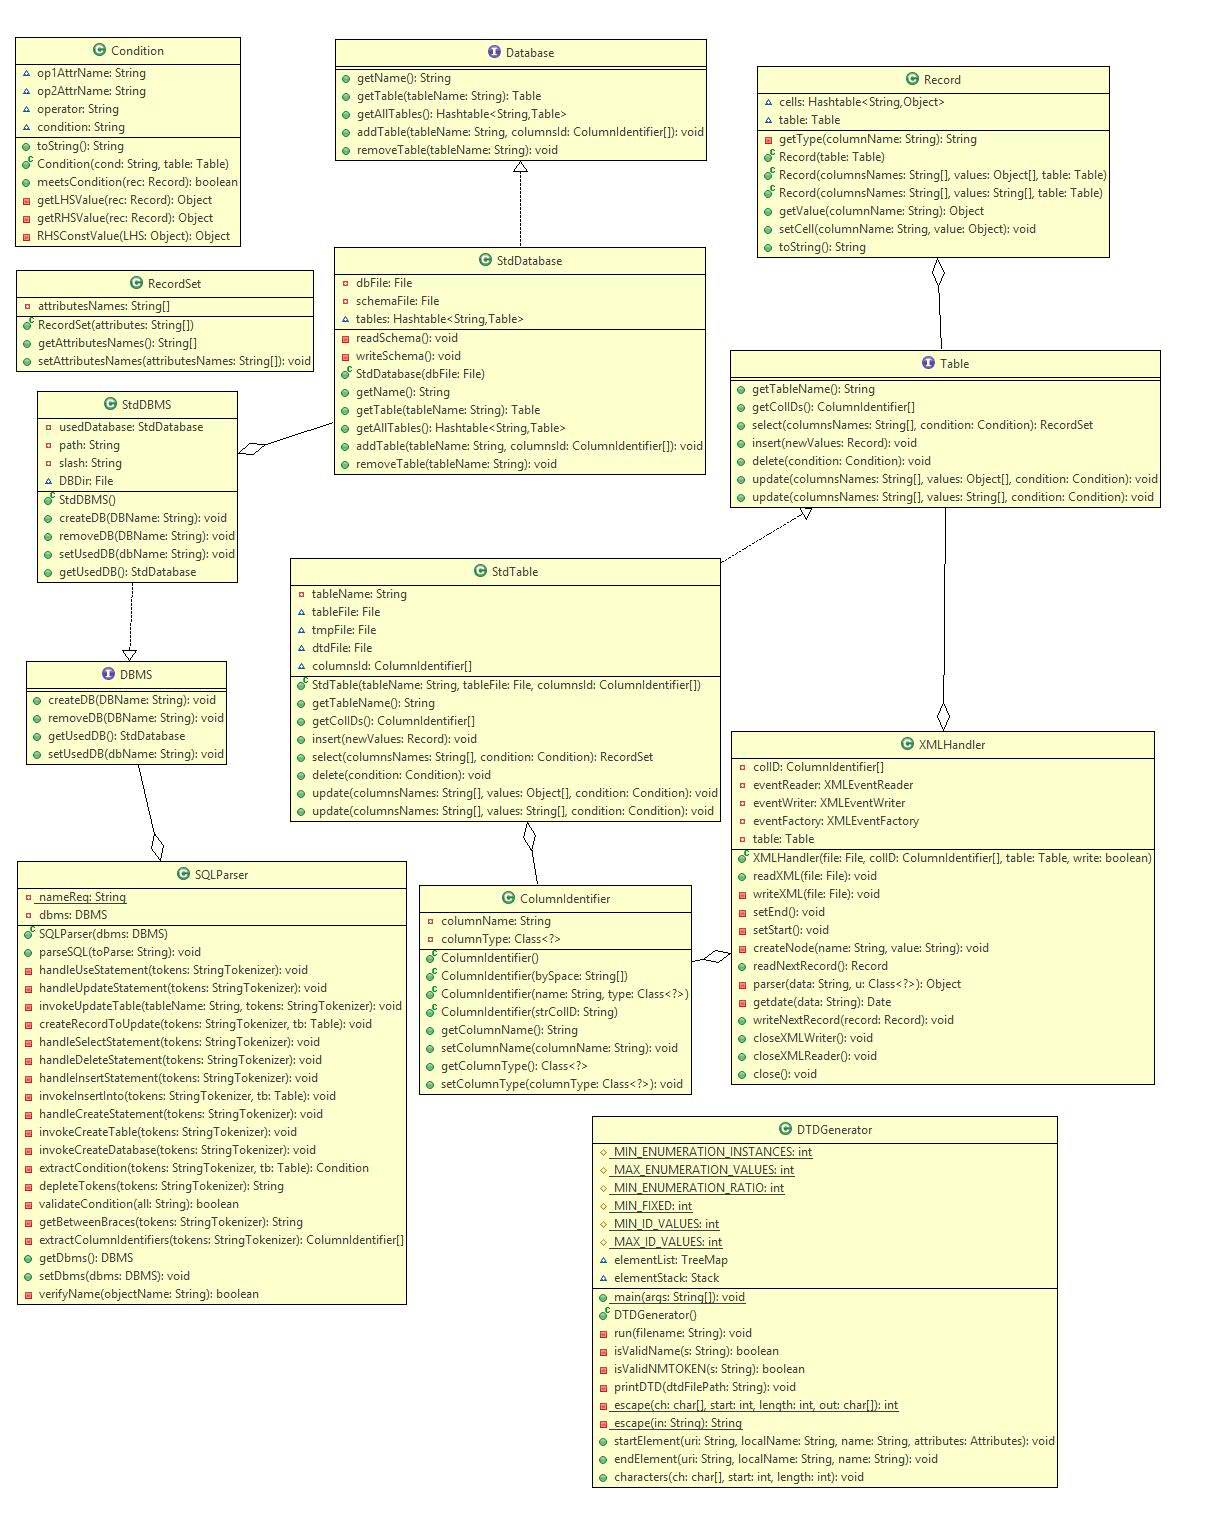 Condition
op1AttrName: String
op2AttrName: String
operator: String
condition: String
toString(): String
Condition(cond: String, table: Table)
meetsCondition(rec: Record): boolean
getLHSValue(rec: Record): Object
getRHSValue(rec: Record): Object
RHSConstValue(LHS: Object): Object
Database
getName(): String
getTable(tableName: String): Table
getAllTables(): Hashtable<String,Table>
addTable(tableName: String, columnsId: ColumnIdentifier[]): void
removeTable(tableName: String): void
Record
cells: Hashtable<String,Object>
table: Table
getType(columnName: String): String
Record(table: Table)
Record(columnsNames: String[], values: Object[], table: Table)
Record(columnsNames: String[], values: String[], table: Table)
getValue(columnName: String): Object
setCell(columnName: String, value: Object): void
toString(): String
RecordSet
attributesNames: String[]
RecordSet(attributes: String[])
getAttributesNames(): String[]
setAttributesNames(attributesNames: String[]): void
StdDatabase
dbFile: File
schemaFile: File
tables: Hashtable<String,Table>
readSchema(): void
writeSchema(): void
StdDatabase(dbFile: File)
getName(): String
getTable(tableName: String): Table
getAllTables(): Hashtable<String,Table>
addTable(tableName: String, columnsId: ColumnIdentifier[]): void
removeTable(tableName: String): void
Table
getTableName(): String
getCollDs(): ColumnIdentifier[]
select(columnsNames: String[], condition: Condition): RecordSet
insert(newValues: Record): void
delete(condition: Condition): void
update(columnsNames: String[], values: Object[], condition: Condition): void
update(columnsNames: String[], values: String[], condition: Condition): void
StdDBMS
usedDatabase: StdDatabase
path: String
slash: String
DBDir: File
StdDBMS()
createDB(DBName: String): void
removeDB(DBName: String): void
setUsedDB(dbName: String): void
getUsedDB(): StdDatabase
StdTable
tableName: String
tableFile: File
tmpFile: File
dtdFile: File
columnsId: ColumnIdentifier[]
StdTable(tableName: String, tableFile: File, columnsId: ColumnIdentifier[])
getTableName(): String
getCollDs(): ColumnIdentifier[]
insert(newValues: Record): void
select(columnsNames: String[], condition: Condition): RecordSet
delete(condition: Condition): void
update(columnsNames: String[], values: Object[], condition: Condition): void
update(columnsNames: String[], values: String[], condition: Condition): void
DBMS
createDB(DBName: String): void
removeDB(DBName: String): void
getUsedDB(): StdDatabase
setUsedDB(dbName: String): void
XMLHandler
collD: ColumnIdentifier[]
eventReader: XMLEventReader
eventWriter: XMLEventWriter
eventFactory: XMLEventFactory
table: Table
XMLHandler(file: File, collD: ColumnIdentifier[], table: Table, write: boolean)
readXML(file: File): void
writeXML(file: File): void
setEnd(): void
setStart(): void
createNode(name: String, value: String): void
readNextRecord(): Record
parser(data: String, u: Class<?>): Object
getdate(data: String): Date
writeNextRecord(record: Record): void
closeXMLWriter(): void
closeXMLReader(): void
close(): void
SQLParser
nameReq: String
dbms: DBMS
SQLParser(dbms: DBMS)
parseSQL(toParse: String): void
handleUseStatement(tokens: StringTokenizer): void
handleUpdateStatement(tokens: StringTokenizer): void
invokeUpdateTable(tableName: String, tokens: StringTokenizer): void
createRecordToUpdate(tokens: StringTokenizer, tb: Table): void
handleSelectStatement(tokens: StringTokenizer): void
handleDeleteStatement(tokens: StringTokenizer): void
handleInsertStatement(tokens: StringTokenizer): void
invokeInsertInto(tokens: StringTokenizer, tb: Table): void
handleCreateStatement(tokens: StringTokenizer): void
invokeCreateTable(tokens: StringTokenizer): void
invokeCreateDatabase(tokens: StringTokenizer): void
extractCondition(tokens: StringTokenizer, tb: Table): Condition
depleteTokens(tokens: StringTokenizer): String
validateCondition(all: String): boolean
getBetweenBraces(tokens: StringTokenizer): String
extractColumnIdentifiers(tokens: StringTokenizer): ColumnIdentifier[]
getDbms(): DBMS
setDbms(dbms: DBMS): void
verifyName(objectName: String): boolean
ColumnIdentifier
columnName: String
columnType: Class<?>
ColumnIdentifier()
ColumnIdentifier(bySpace: String[])
ColumnIdentifier(name: String, type: Class<?>)
ColumnIdentifier(strCollD: String)
getColumnName(): String
setColumnName(columnName: String): void
getColumnType(): Class<?>
setColumnType(columnType: Class<?>): void
DTDGenerator
MIN_ENUMERATION_INSTANCES: int
MAX_ENUMERATION_VALUES: int
MIN_ENUMERATION_RATIO: int
MIN_FIXED: int
MIN_ID_VALUES: int
MAX_ID_VALUES: int
elementList: TreeMap
elementStack: Stack
main(args: String[]): void
DTDGenerator()
run(filename: String): void
isValidName(s: String): boolean
isValidNMTOKEN(s: String): boolean
printDTD(dtdFilePath: String): void
escape(ch: char[], start: int, length: int, out: char[]): int
escape(in: String): String
startElement(uri: String, localName: String, name: String, attributes: Attributes): void
endElement(uri: String, localName: String, name: String): void
characters(ch: char[], start: int, length: int): void